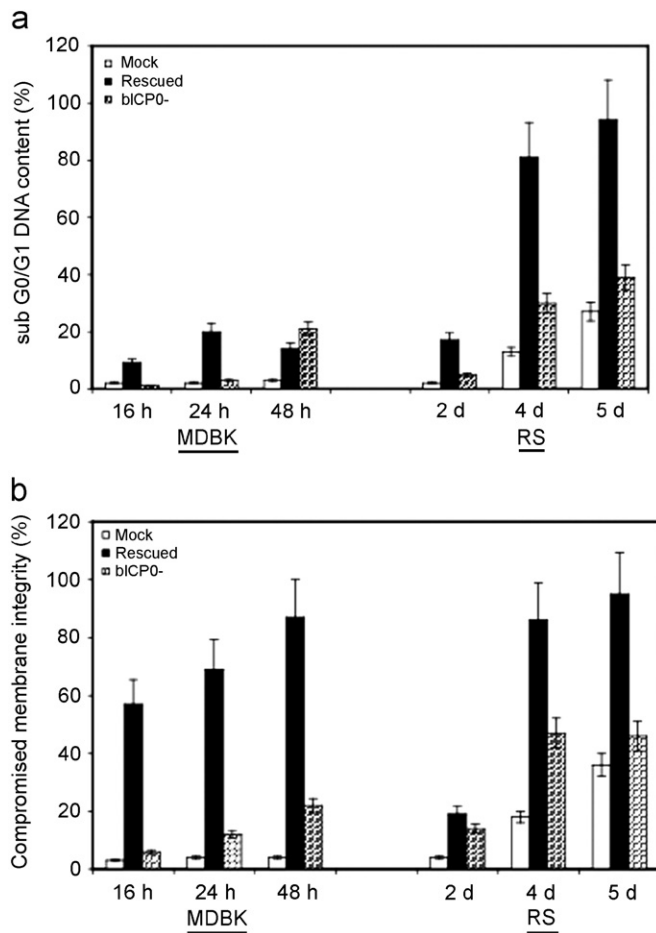 a
sub G0/G1 DNA content (%)
120
100
80
60
40
20
0
Mock
Rescued
bICP0-
16 h 24 h 48 h 2 d 4 d 5 d
MDBK RS
b
Compromised membrane integrity (%)
120
100
80
60
40
20
0
Mock
Rescued
bICP0-
16 h 24 h 48 h 2 d 4 d 5 d
MDBK RS